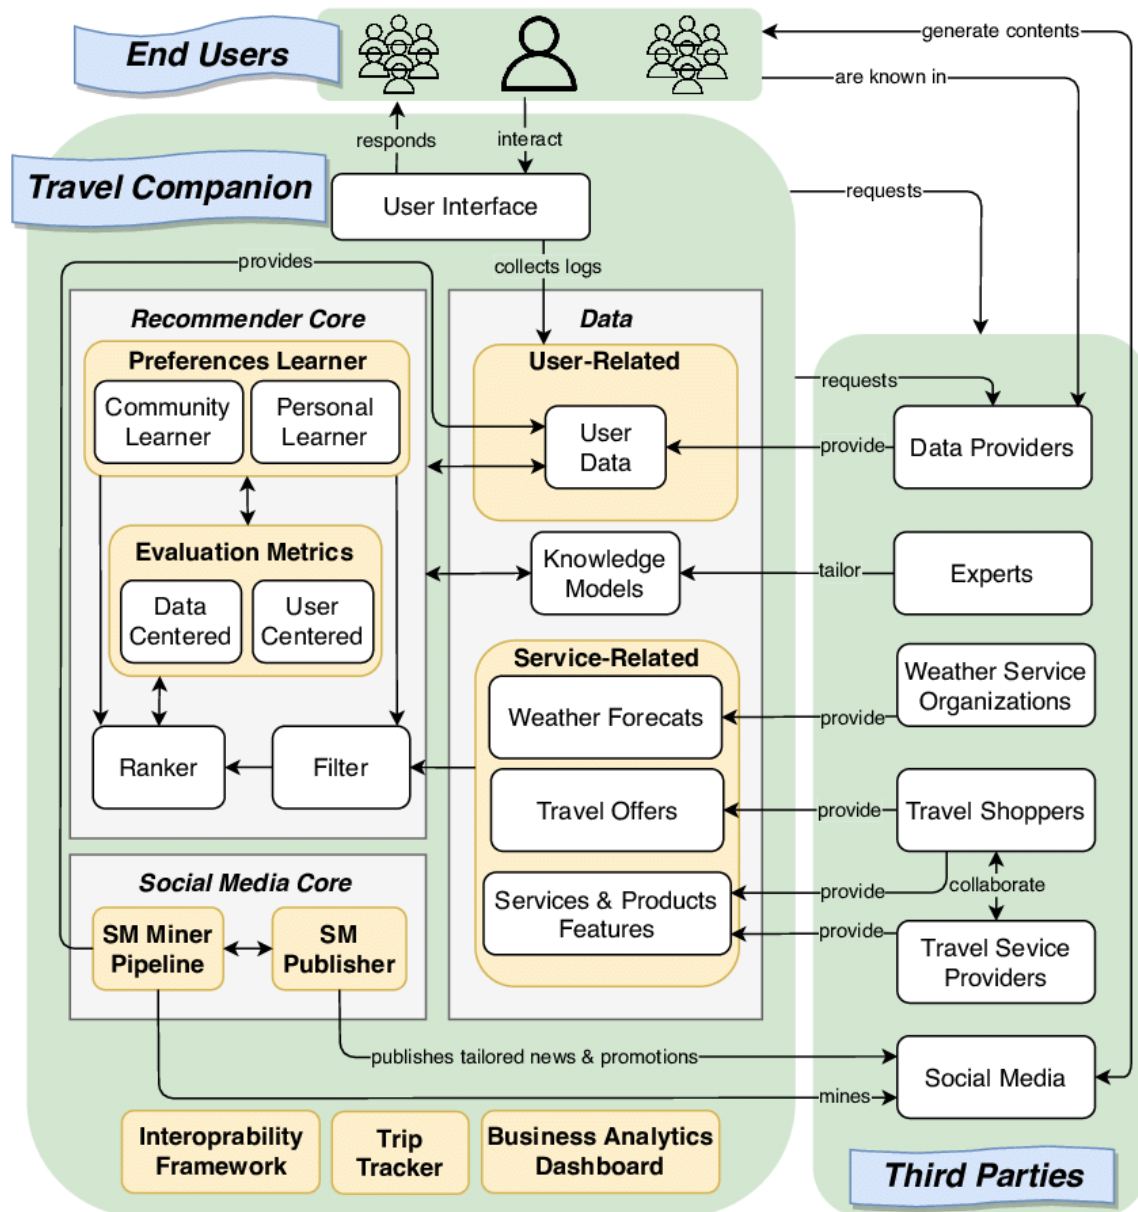 End Users
generate contents
are known in
responds
interact
Travel Companion
User Interface
requests
provides
collects logs
Recommender Core
Data
Preferences Learner
Community
Learner
Personal
Learner
User-Related
User
Data
requests
provide
Data Providers
Evaluation Metrics
Data
Centered
User
Centered
Knowledge
Models
tailor
Experts
Service-Related
Weather Forecats
provide
Weather Service
Organizations
Ranker
Filter
Travel Offers
provide
Travel Shoppers
collaborate
Services & Products
Features
provide
provide
Travel Sevice
Providers
Social Media Core
SM Miner
Pipeline
SM
Publisher
publishes tailored news & promotions
mines
Social Media
Interoprability
Framework
Trip
Tracker
Business Analytics
Dashboard
Third Parties